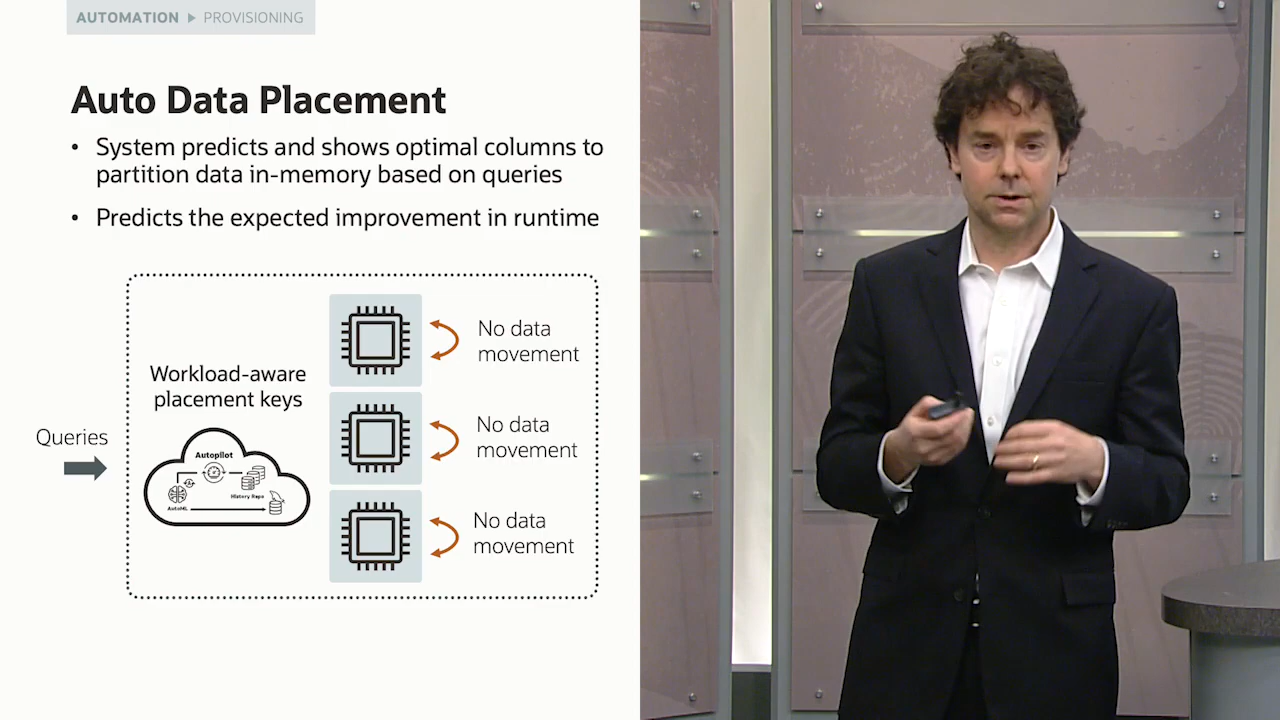 AUTOMATION ▶ PROVISIONING
Auto Data Placement
• System predicts and shows optimal columns to
partition data in-memory based on queries
• Predicts the expected improvement in runtime
Queries
Workload-aware
placement keys
Autopilot
History Repo
AutoML
No data
movement
No data
movement
No data
movement